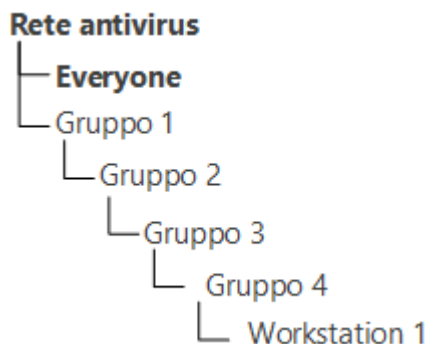 Rete antivirus
Everyone
Gruppo 1
Gruppo 2
Gruppo 3
Gruppo 4
Workstation 1